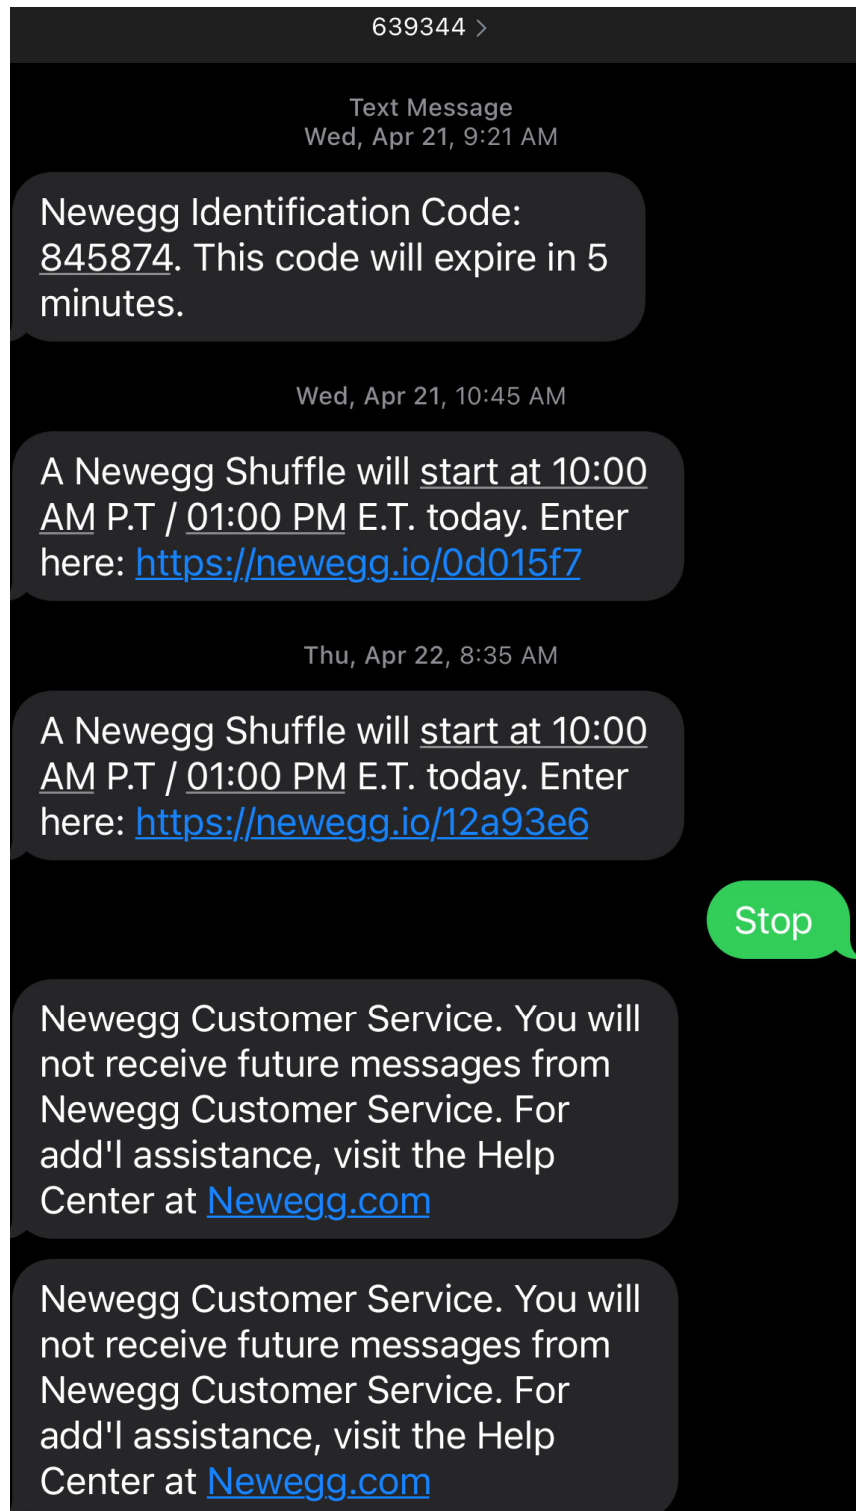 639344 >
Text Message
Wed, Apr 21, 9:21 AM
Newegg Identification Code:
845874. This code will expire in 5
minutes.
Wed, Apr 21, 10:45 AM
A Newegg Shuffle will start at 10:00
AM P.T / 01:00 PM E.T. today. Enter
here: https://newegg.io/0d015f7
Thu, Apr 22, 8:35 AM
A Newegg Shuffle will start at 10:00
AM P.T / 01:00 PM E.T. today. Enter
here: https://newegg.io/12a93e6
Stop
Newegg Customer Service. You will
not receive future messages from
Newegg Customer Service. For
add'l assistance, visit the Help
Center at Newegg.com
Newegg Customer Service. You will
not receive future messages from
Newegg Customer Service. For
add'l assistance, visit the Help
Center at Newegg.com